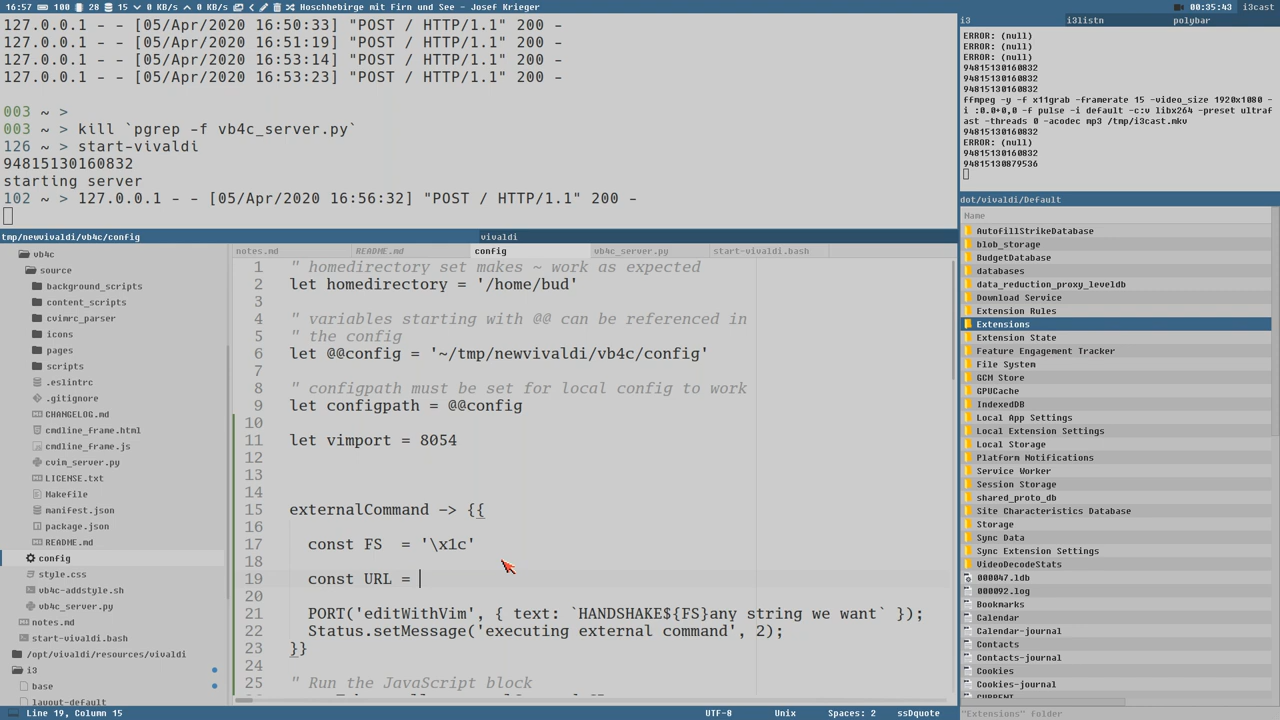 16:57 100 28 15 0 KB/s 0 KB/s Hoschhebirge mit Firn und See - Josef Krieger 00:35:43 i3cast
127.0.0.1 - - [05/Apr/2020 16:50:33] "POST / HTTP/1.1" 200 -
127.0.0.1 - - [05/Apr/2020 16:51:19] "POST / HTTP/1.1" 200 -
127.0.0.1 - - [05/Apr/2020 16:53:14] "POST / HTTP/1.1" 200 -
127.0.0.1 - - [05/Apr/2020 16:53:23] "POST / HTTP/1.1" 200 -
003 ~ >
003 ~ > kill `pgrep -f vb4c_server.py`
126 ~ > start-vivaldi
94815130160832
starting server
102 ~ > 127.0.0.1 - - [05/Apr/2020 16:56:32] "POST / HTTP/1.1" 200 -
i3 i3listn polybar
ERROR: (null)
ERROR: (null)
ERROR: (null)
94815130160832
94815130160832
94815130160832
ffmpeg -y -f x11grab -framerate 15 -video_size 1920x1080 -
i :0.0+0,0 -f pulse -i default -c:v libx264 -preset ultraf
ast -threads 0 -acodec mp3 /tmp/i3cast.mkv
94815130160832
ERROR: (null)
94815130160832
94815130879536
tmp/newvivaldi/vb4c/config vivaldi
vb4c
source
background_scripts
content_scripts
cvimrc_parser
icons
pages
scripts
.eslintrc
.gitignore
CHANGELOG.md
cmdline_frame.html
cmdline_frame.js
cvim_server.py
LICENSE.txt
Makefile
manifest.json
package.json
README.md
config
style.css
vb4c-addstyle.sh
vb4c_server.py
notes.md
start-vivaldi.bash
/opt/vivaldi/resources/vivaldi
i3
base
layout-default
notes.md README.md config vb4c_server.py start-vivaldi.bash
1 " homedirectory set makes ~ work as expected
2 let homedirectory = '/home/bud'
3
4 " variables starting with @@ can be referenced in
5 " the config
6 let @@config = '~/tmp/newvivaldi/vb4c/config'
7
8 " configpath must be set for local config to work
9 let configpath = @@config
10
11 let vimport = 8054
12
13
14
15 externalCommand -> {{
16
17 const FS  = '\x1c'
18
19 const URL =
20
21 PORT('editWithVim', { text: `HANDSHAKE${FS}any string we want` });
22 Status.setMessage('executing external command', 2);
23 }}
24
25 " Run the JavaScript block
Line 19, Column 15 UTF-8 Unix Spaces: 2 ssDquote
dot/vivaldi/Default
Name
AutofillStrikeDatabase
blob_storage
BudgetDatabase
databases
data_reduction_proxy_leveldb
Download Service
Extension Rules
Extensions
Extension State
Feature Engagement Tracker
File System
GCM Store
GPUCache
IndexedDB
Local App Settings
Local Extension Settings
Local Storage
Platform Notifications
Service Worker
Session Storage
shared_proto_db
Site Characteristics Database
Storage
Sync Data
Sync Extension Settings
VideoDecodeStats
000047.ldb
000092.log
Bookmarks
Calendar
Calendar-journal
Contacts
Contacts-journal
Cookies
Cookies-journal
CURRENT
"Extensions" folder